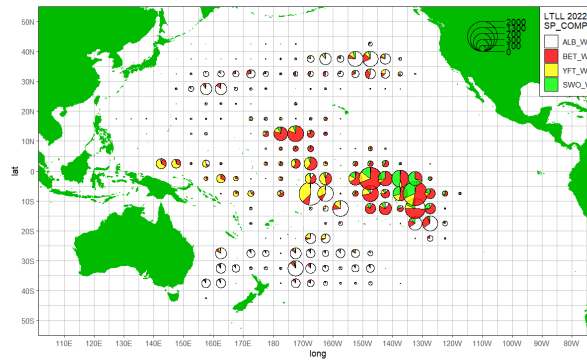 LTLL 2022
SP_COMP
ALB_W
BET_W
YFT_W
SWO_W
50N
40N
30N
20N
10N
0
10S
20S
30S
40S
50S
lat
110E 120E 130E 140E 150E 160E 170E 180 170W 160W 150W 140W 130W 120W 110W 100W 90W 80W
long